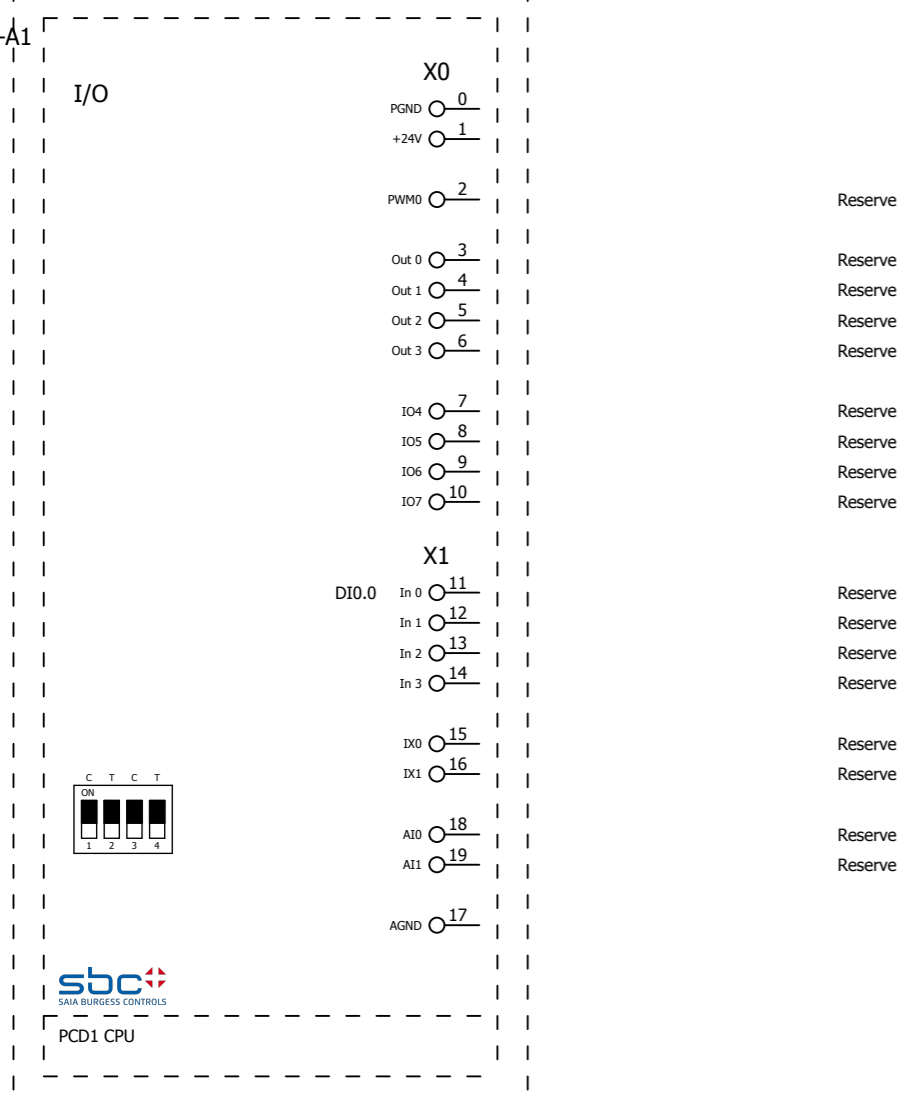 -A1
I/O
X0
PGND 0
+24V 1
PWM0 2 Reserve
Out 0 3 Reserve
Out 1 4 Reserve
Out 2 5 Reserve
Out 3 6 Reserve
IO4 7 Reserve
IO5 8 Reserve
IO6 9 Reserve
IO7 10 Reserve
X1
DI0.0 In 0 11 Reserve
In 1 12 Reserve
In 2 13 Reserve
In 3 14 Reserve
IX0 15 Reserve
IX1 16 Reserve
C T C T
ON
1 2 3 4
AI0 18 Reserve
AI1 19 Reserve
AGND 17
sbc
SAIA BURGESS CONTROLS
PCD1 CPU